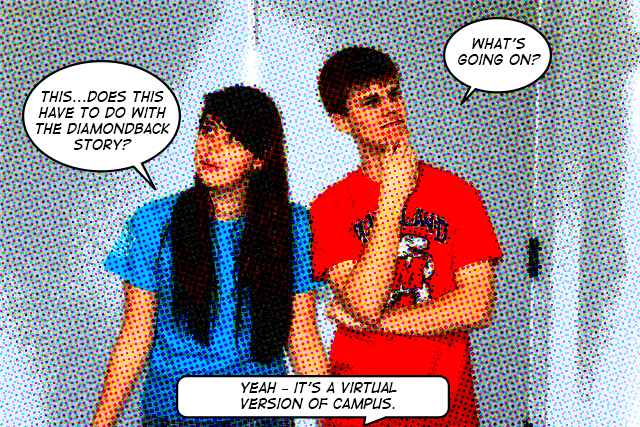 WHAT'S
GOING ON?
THIS...DOES THIS
HAVE TO DO WITH
THE DIAMONDBACK
STORY?
MARYLAND
YEAH – IT'S A VIRTUAL
VERSION OF CAMPUS.